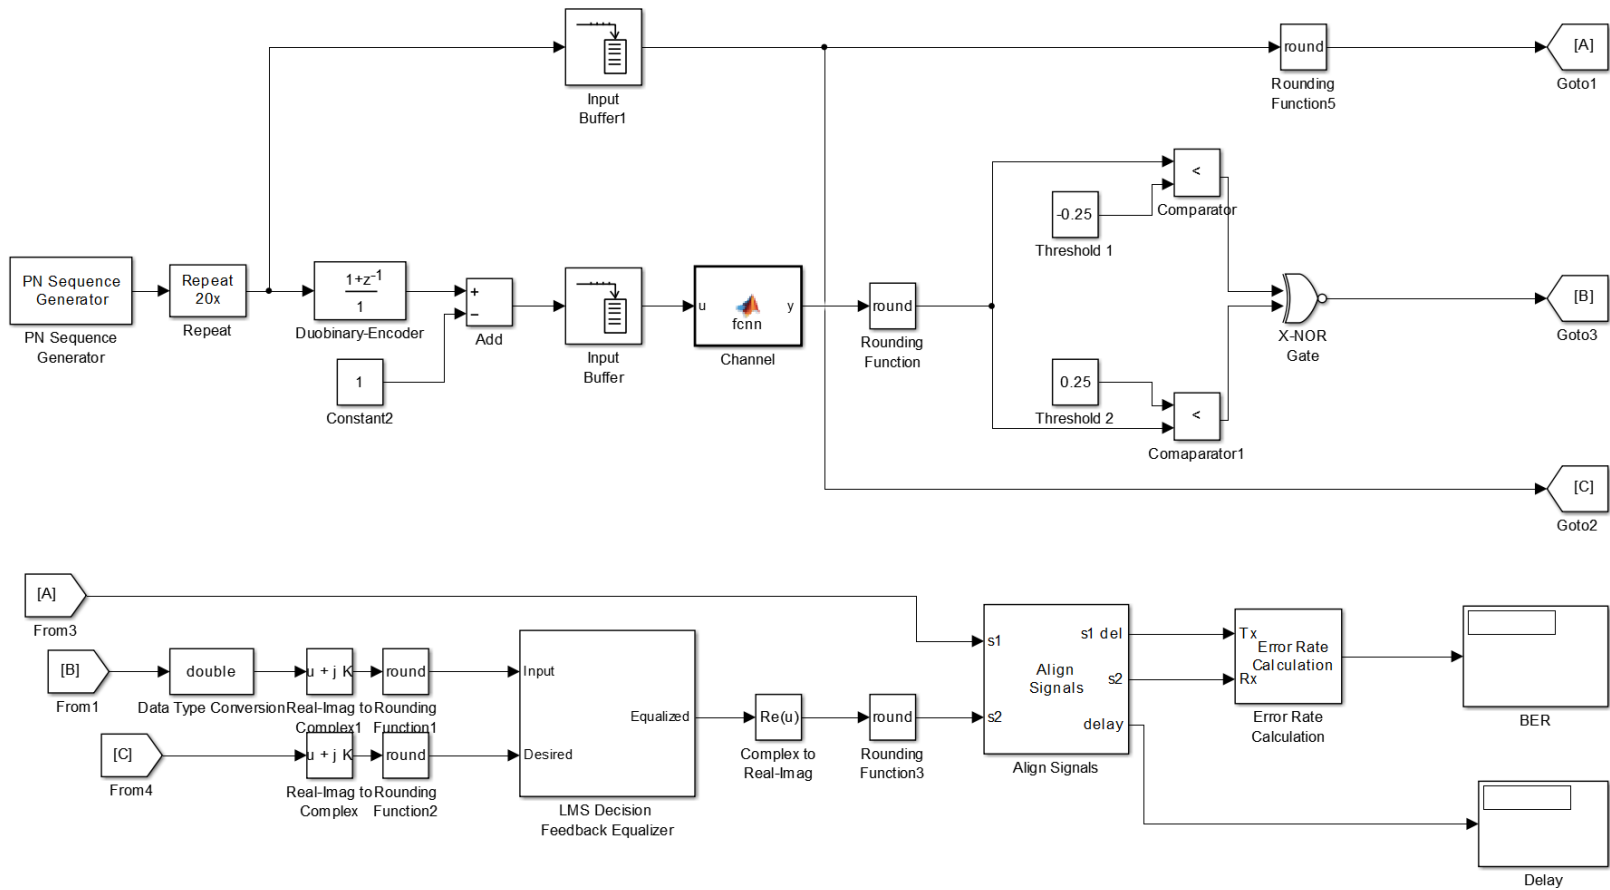 Input
Buffer1
round
Rounding
Function5
[A]
Goto1
<
Comparator
-0.25
Threshold 1
PN Sequence
Generator
PN Sequence
Generator
Repeat
20x
Repeat
1+z⁻¹
1
Duobinary-Encoder
+
−
Add
1
Constant2
Input
Buffer
u
y
fcnn
Channel
round
Rounding
Function
0.25
Threshold 2
<
Comaparator1
X-NOR
Gate
[B]
Goto3
[C]
Goto2
[A]
From3
[B]
From1
double
Data Type Conversion
u + j K
Real-Imag to
Complex1
round
Rounding
Function1
[C]
From4
u + j K
Real-Imag to
Complex
round
Rounding
Function2
Input
Equalized
Desired
LMS Decision
Feedback Equalizer
Re(u)
Complex to
Real-Imag
round
Rounding
Function3
s1
s2
Align
Signals
s1 del
s2
delay
Align Signals
Tx
Rx
Error Rate
Calculation
Error Rate
Calculation
BER
Delay